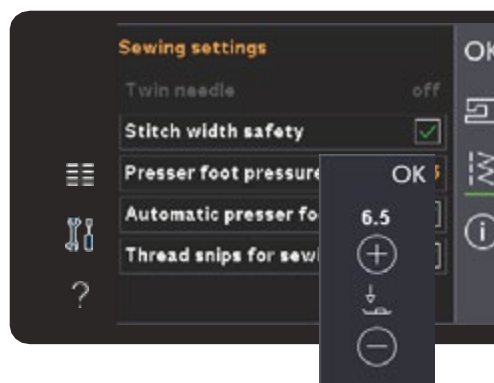 Sewing settings
OK
Twin needle off
Stitch width safety
Presser foot pressure
OK
Automatic presser fo
6.5
Thread snips for sewi
?
i